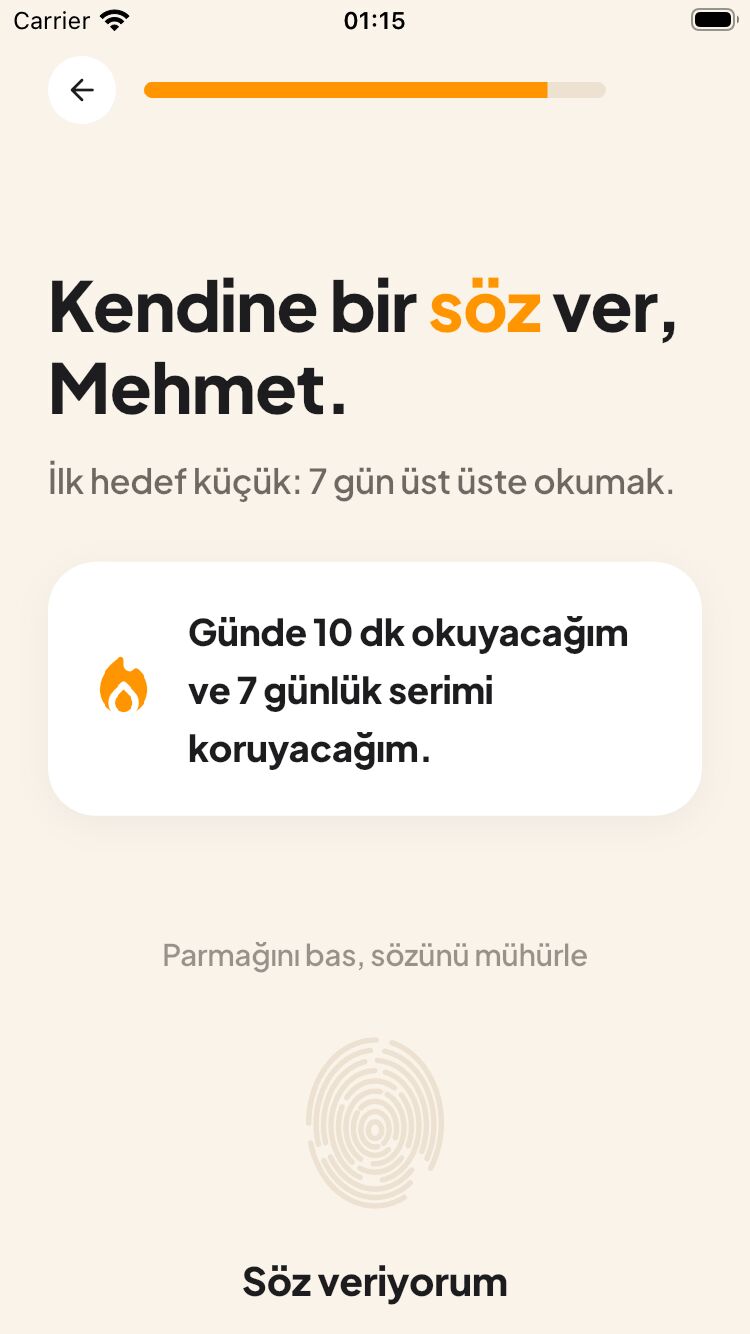 Carrier 01:15
Kendine bir söz ver,
Mehmet.
İlk hedef küçük: 7 gün üst üste okumak.
Günde 10 dk okuyacağım
ve 7 günlük serimi
koruyacağım.
Parmağını bas, sözünü mühürle
Söz veriyorum